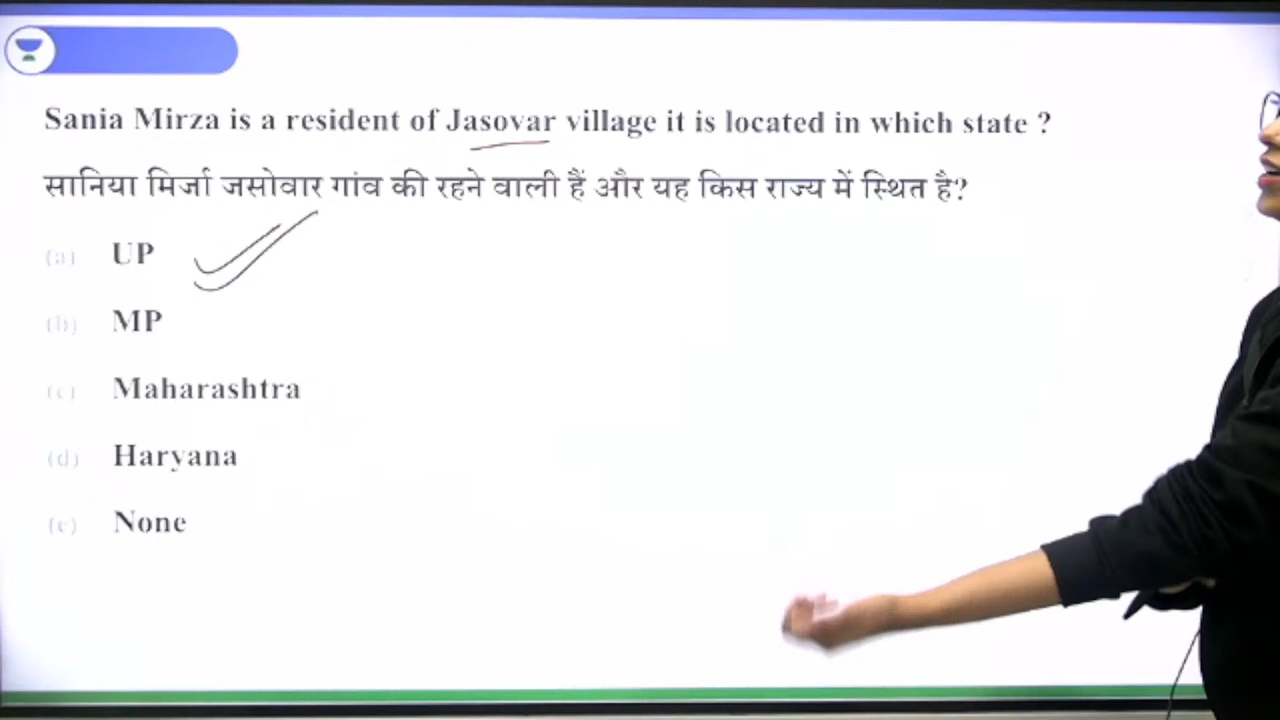 Sania Mirza is a resident of Jasovar village it is located in which state ?
सानिया मिर्जा जसोवार गांव की रहने वाली हैं और यह किस राज्य में स्थित है?
(a) UP
(b) MP
(c) Maharashtra
(d) Haryana
(e) None